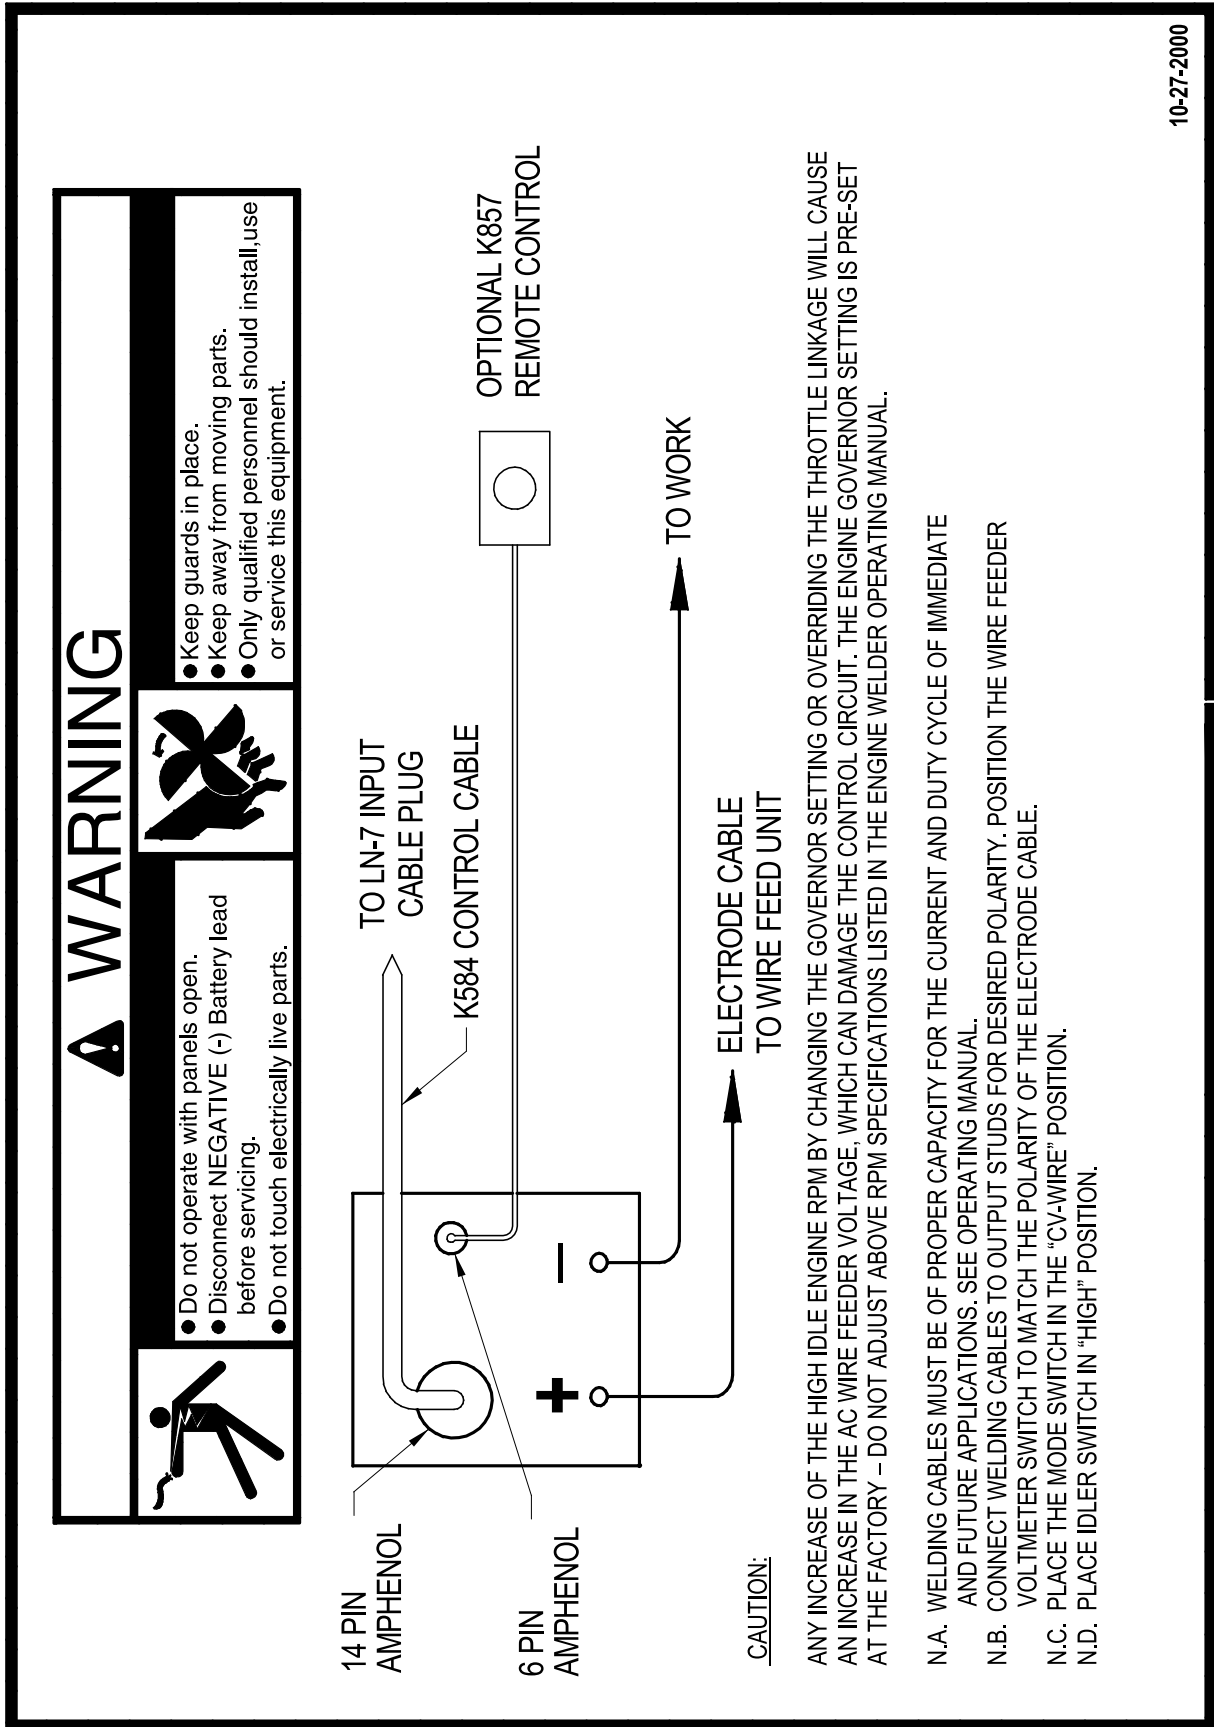 WARNING
● Do not operate with panels open.
● Disconnect NEGATIVE (-) Battery lead
before servicing.
● Do not touch electrically live parts.
● Keep guards in place.
● Keep away from moving parts.
● Only qualified personnel should install,use
or service this equipment.
14 PIN
AMPHENOL
6 PIN
AMPHENOL
TO LN-7 INPUT
CABLE PLUG
K584 CONTROL CABLE
OPTIONAL K857
REMOTE CONTROL
+
–
TO WORK
ELECTRODE CABLE
TO WIRE FEED UNIT
CAUTION:
ANY INCREASE OF THE HIGH IDLE ENGINE RPM BY CHANGING THE GOVERNOR SETTING OR OVERRIDING THE THROTTLE LINKAGE WILL CAUSE
AN INCREASE IN THE AC WIRE FEEDER VOLTAGE, WHICH CAN DAMAGE THE CONTROL CIRCUIT. THE ENGINE GOVERNOR SETTING IS PRE-SET
AT THE FACTORY – DO NOT ADJUST ABOVE RPM SPECIFICATIONS LISTED IN THE ENGINE WELDER OPERATING MANUAL.
N.A. WELDING CABLES MUST BE OF PROPER CAPACITY FOR THE CURRENT AND DUTY CYCLE OF IMMEDIATE
AND FUTURE APPLICATIONS. SEE OPERATING MANUAL.
N.B. CONNECT WELDING CABLES TO OUTPUT STUDS FOR DESIRED POLARITY. POSITION THE WIRE FEEDER
VOLTMETER SWITCH TO MATCH THE POLARITY OF THE ELECTRODE CABLE.
N.C. PLACE THE MODE SWITCH IN THE "CV-WIRE" POSITION.
N.D. PLACE IDLER SWITCH IN "HIGH" POSITION.
10-27-2000